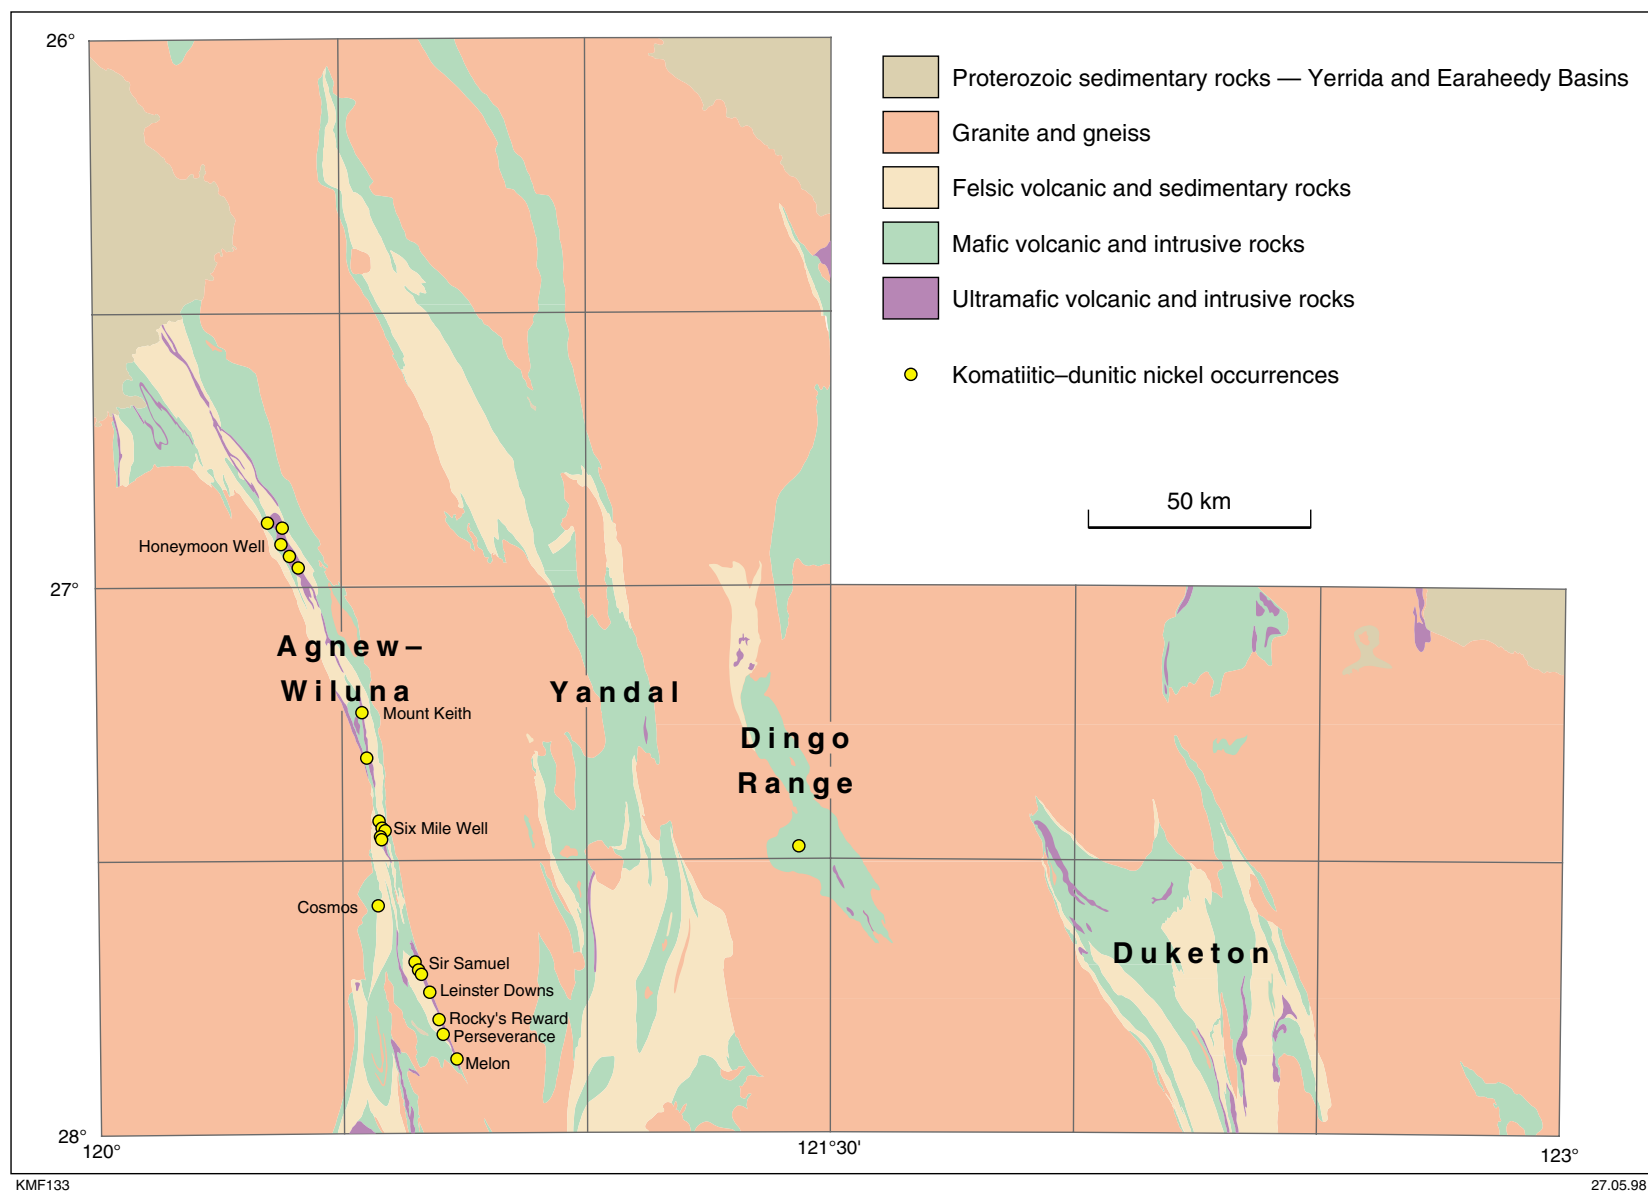 26°
Proterozoic sedimentary rocks — Yerrida and Earaheedy Basins
Granite and gneiss
Felsic volcanic and sedimentary rocks
Mafic volcanic and intrusive rocks
Ultramafic volcanic and intrusive rocks
Komatiitic–dunitic nickel occurrences
50 km
Honeymoon Well
27°
Agnew–
Wiluna
Yandal
Mount Keith
Dingo
Range
Six Mile Well
Cosmos
Duketon
Sir Samuel
Leinster Downs
Rocky's Reward
Perseverance
Melon
28°
120°
121°30'
123°
KMF133
27.05.98